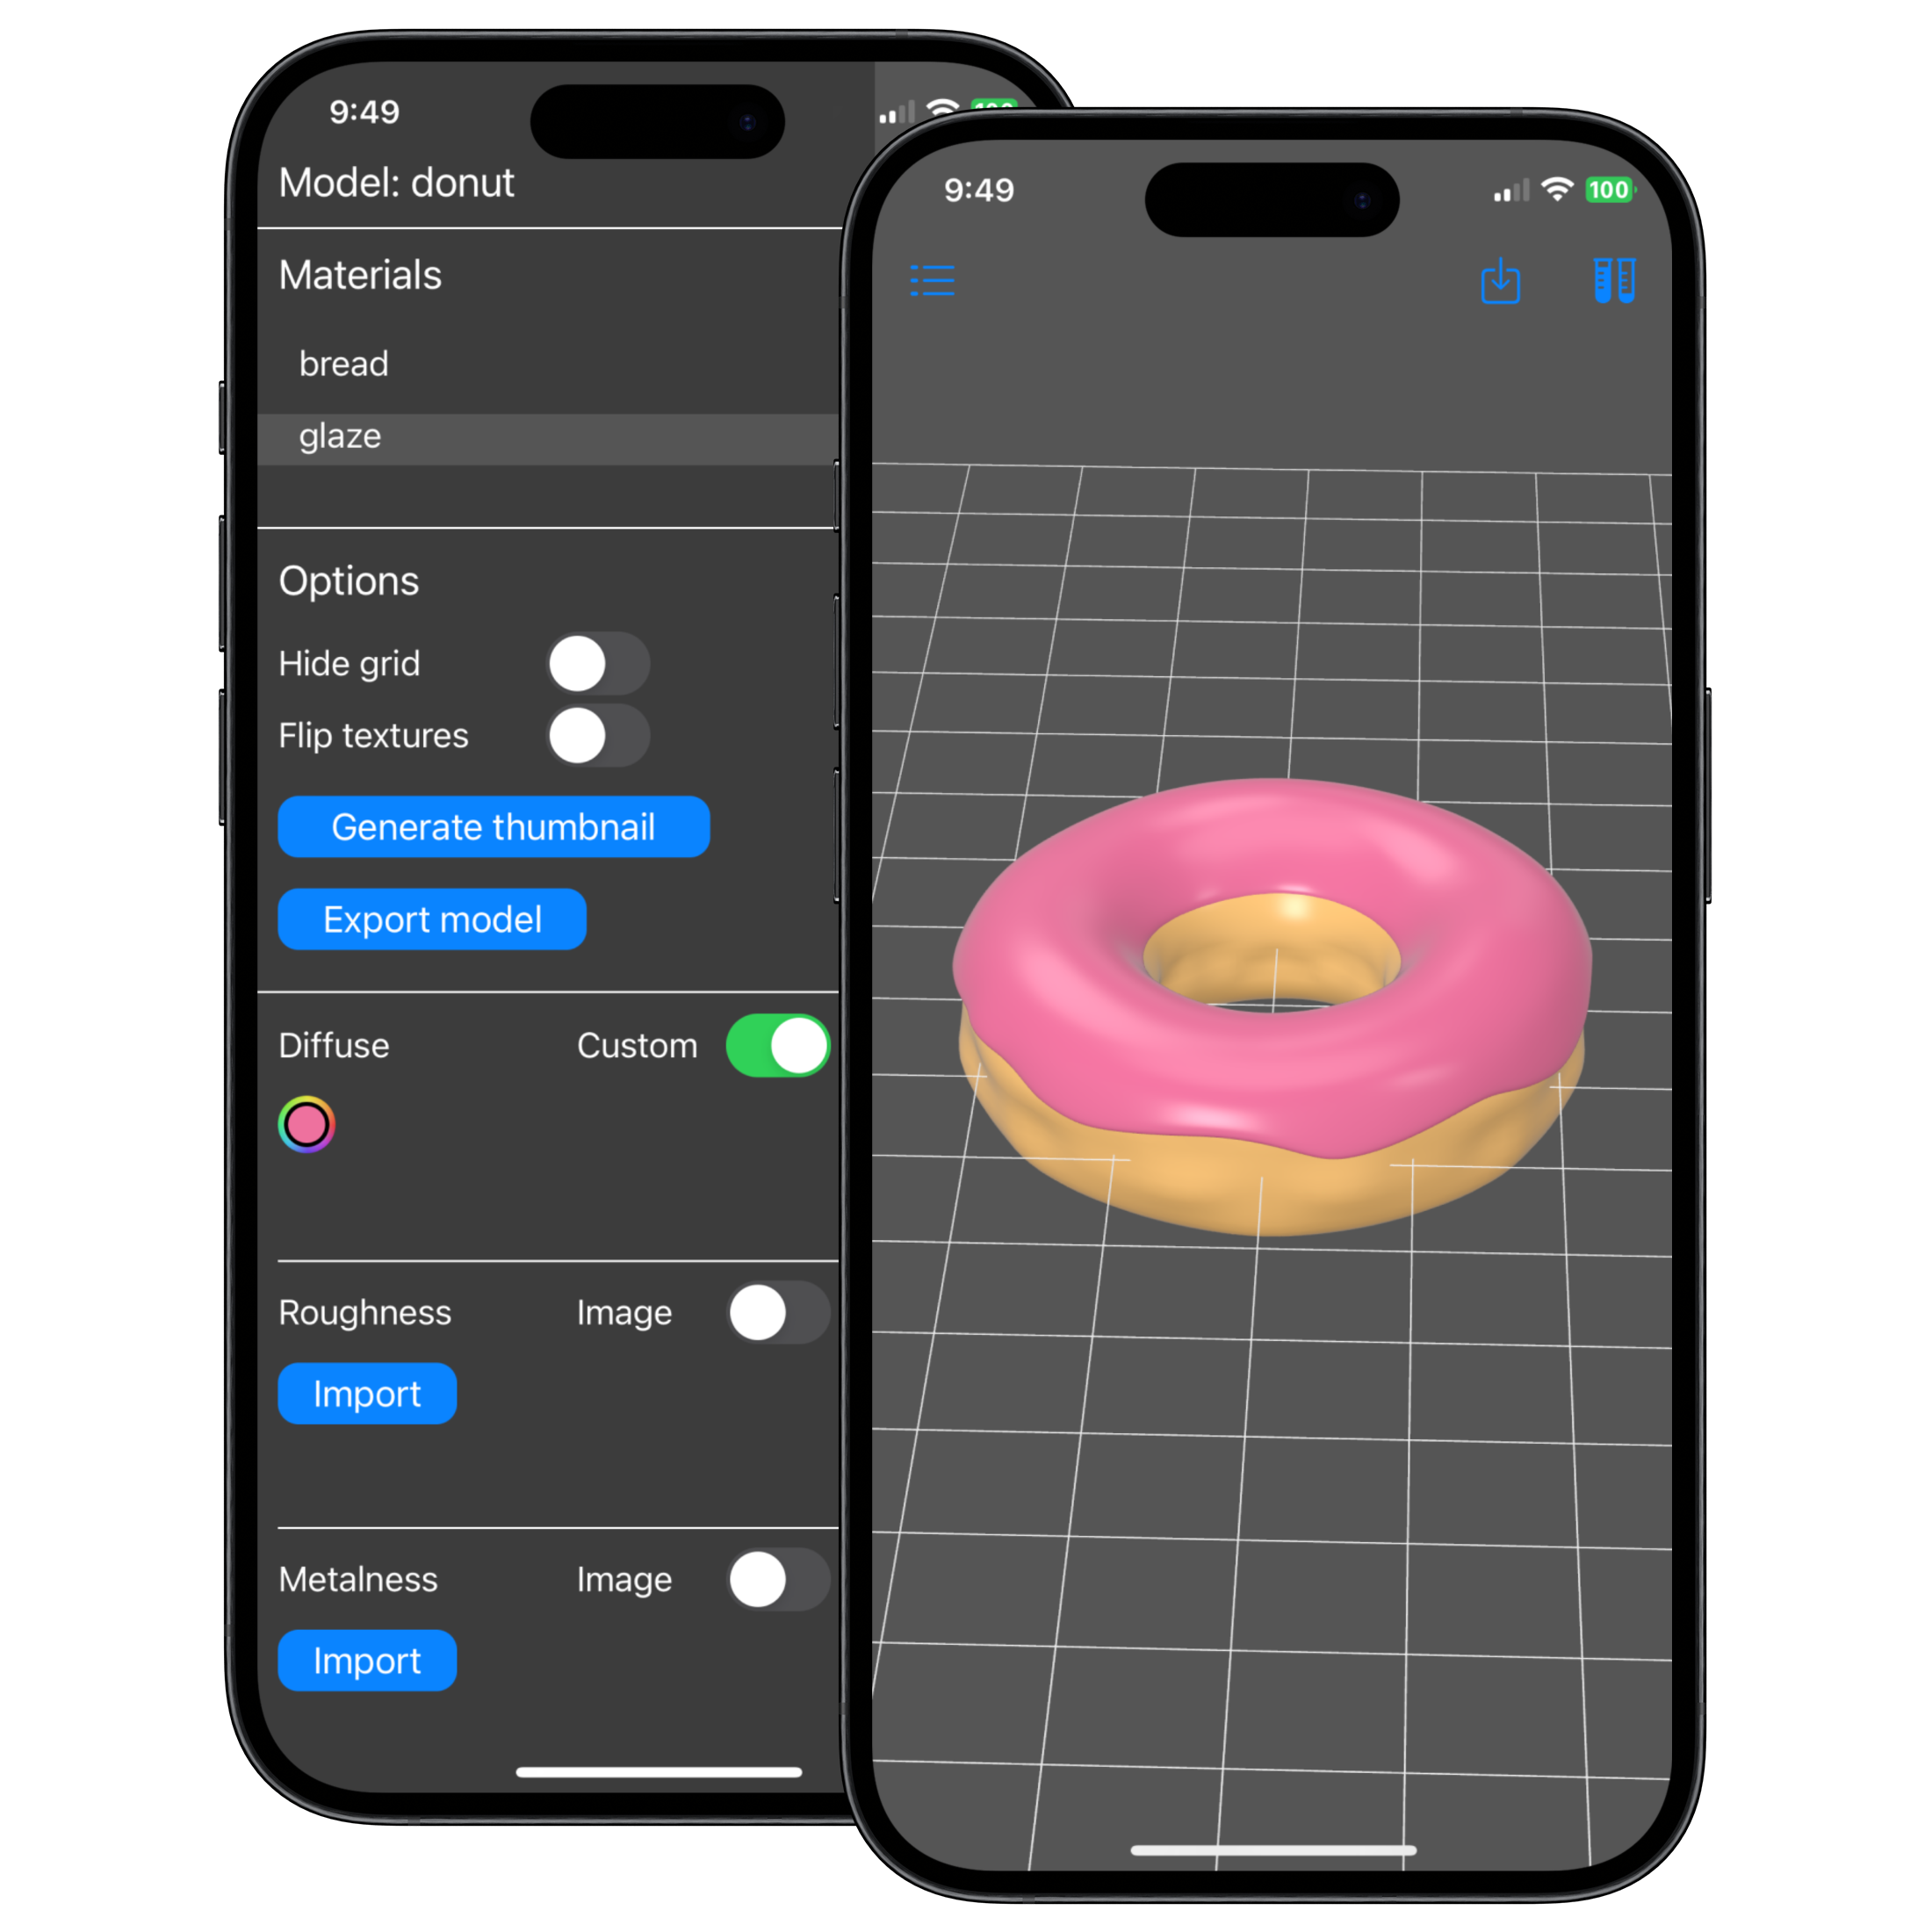 9:49
Model: donut
Materials
bread
glaze
Options
Hide grid
Flip textures
Generate thumbnail
Export model
Diffuse Custom
Roughness Image
Import
Metalness Image
Import
9:49 100